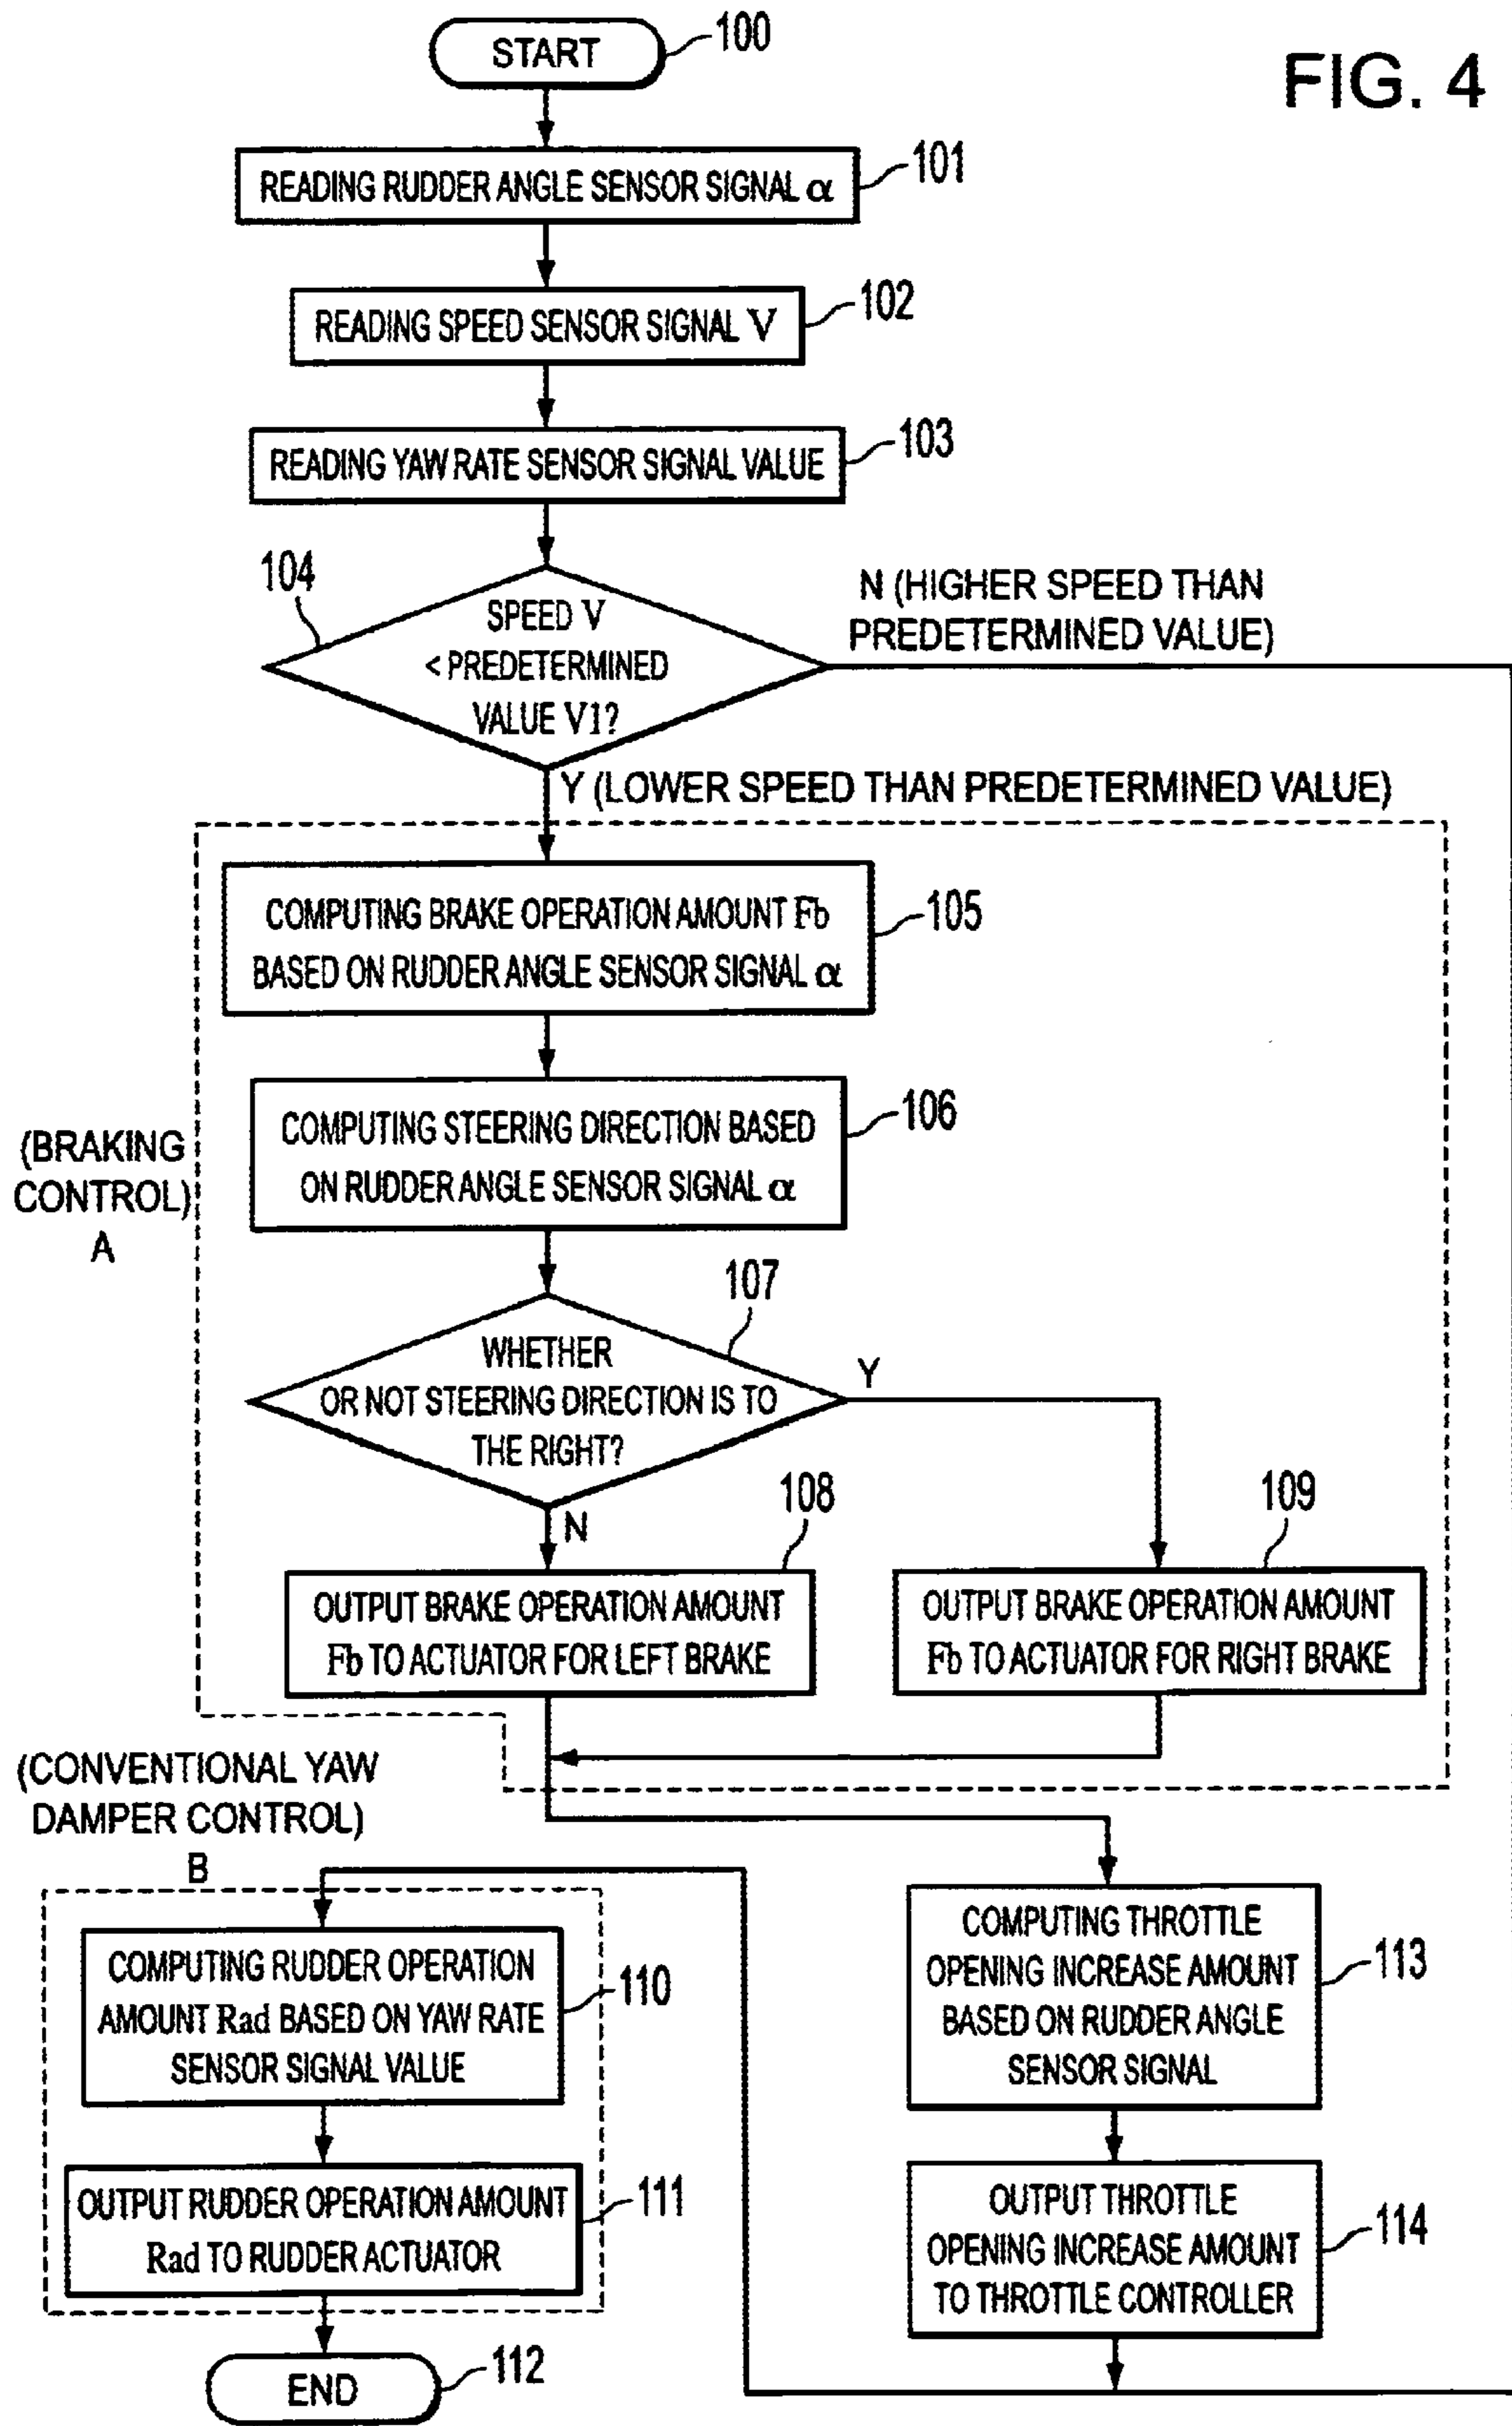 FIG. 4
START
100
READING RUDDER ANGLE SENSOR SIGNAL α
101
READING SPEED SENSOR SIGNAL V
102
READING YAW RATE SENSOR SIGNAL VALUE
103
104
SPEED V
< PREDETERMINED
VALUE V1?
N (HIGHER SPEED THAN
PREDETERMINED VALUE)
Y (LOWER SPEED THAN PREDETERMINED VALUE)
(BRAKING
CONTROL)
A
COMPUTING BRAKE OPERATION AMOUNT Fb
BASED ON RUDDER ANGLE SENSOR SIGNAL α
105
COMPUTING STEERING DIRECTION BASED
ON RUDDER ANGLE SENSOR SIGNAL α
106
107
WHETHER
OR NOT STEERING DIRECTION IS TO
THE RIGHT?
Y
N
108
OUTPUT BRAKE OPERATION AMOUNT
Fb TO ACTUATOR FOR LEFT BRAKE
109
OUTPUT BRAKE OPERATION AMOUNT
Fb TO ACTUATOR FOR RIGHT BRAKE
(CONVENTIONAL YAW
DAMPER CONTROL)
B
COMPUTING RUDDER OPERATION
AMOUNT Rad BASED ON YAW RATE
SENSOR SIGNAL VALUE
110
OUTPUT RUDDER OPERATION AMOUNT
Rad TO RUDDER ACTUATOR
111
END
112
COMPUTING THROTTLE
OPENING INCREASE AMOUNT
BASED ON RUDDER ANGLE
SENSOR SIGNAL
113
OUTPUT THROTTLE
OPENING INCREASE AMOUNT
TO THROTTLE CONTROLLER
114